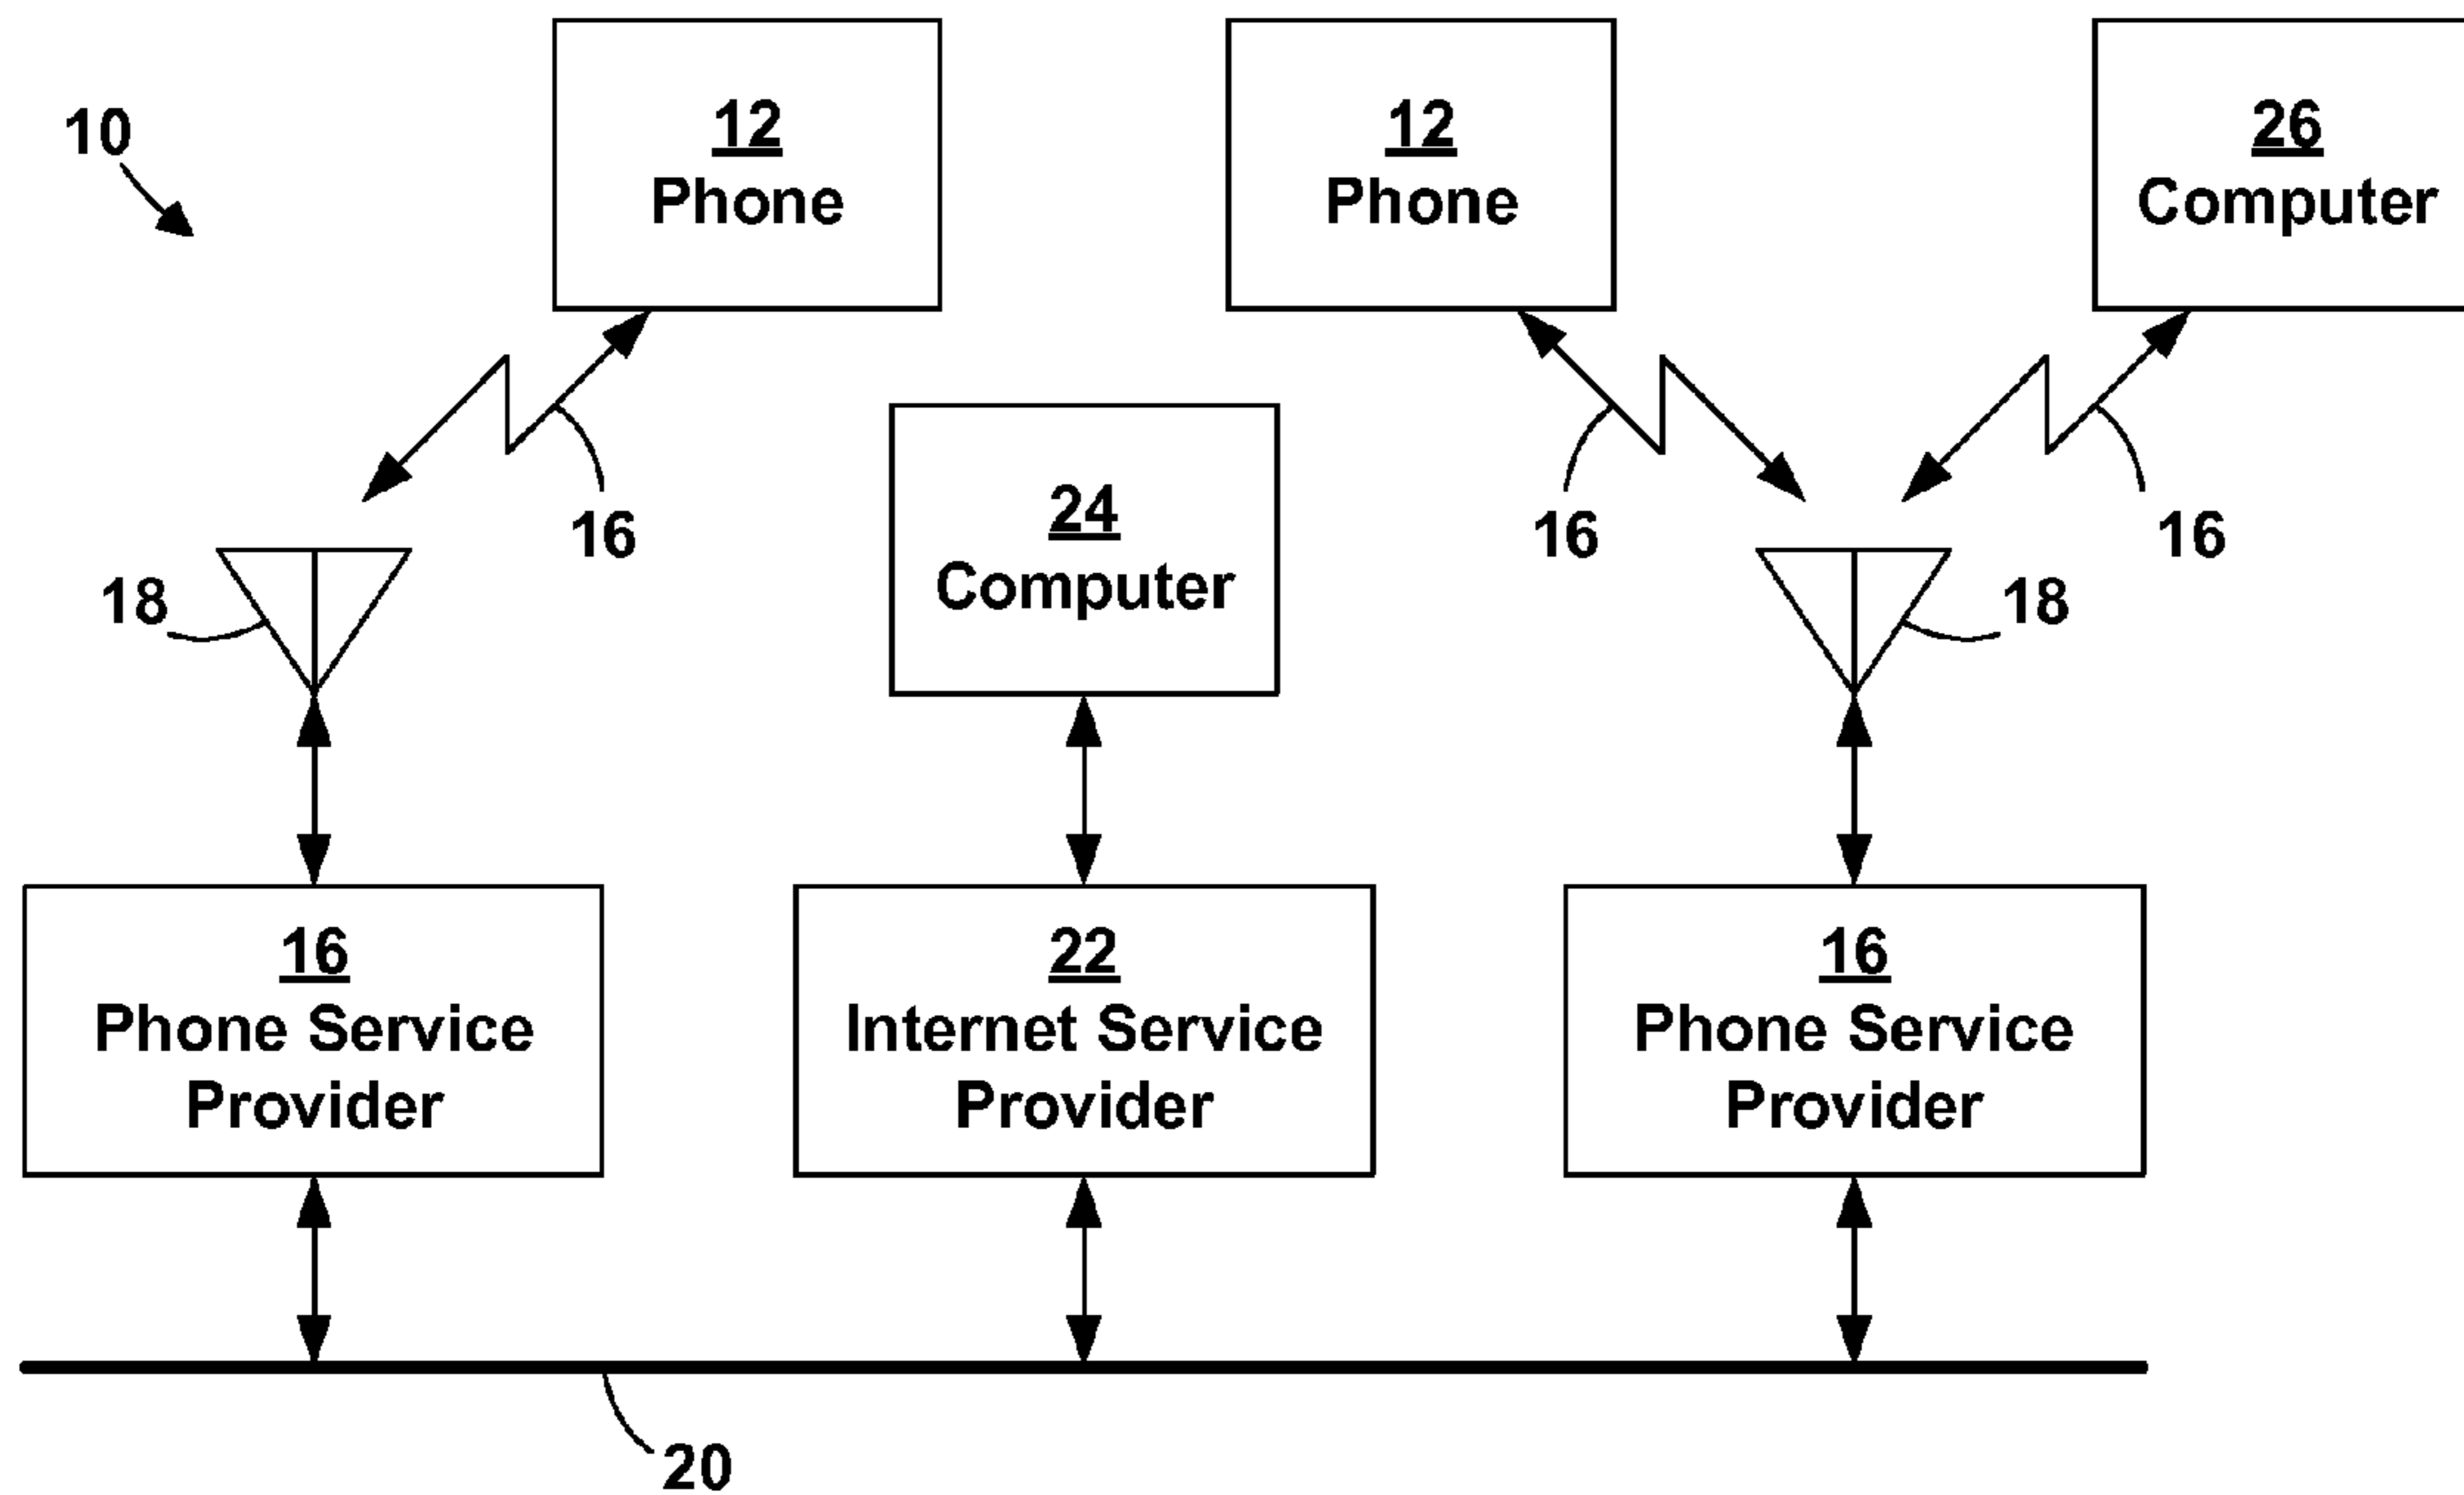 10
12
Phone
12
Phone
26
Computer
16
16
16
24
Computer
18
18
16
Phone Service
Provider
22
Internet Service
Provider
16
Phone Service
Provider
20